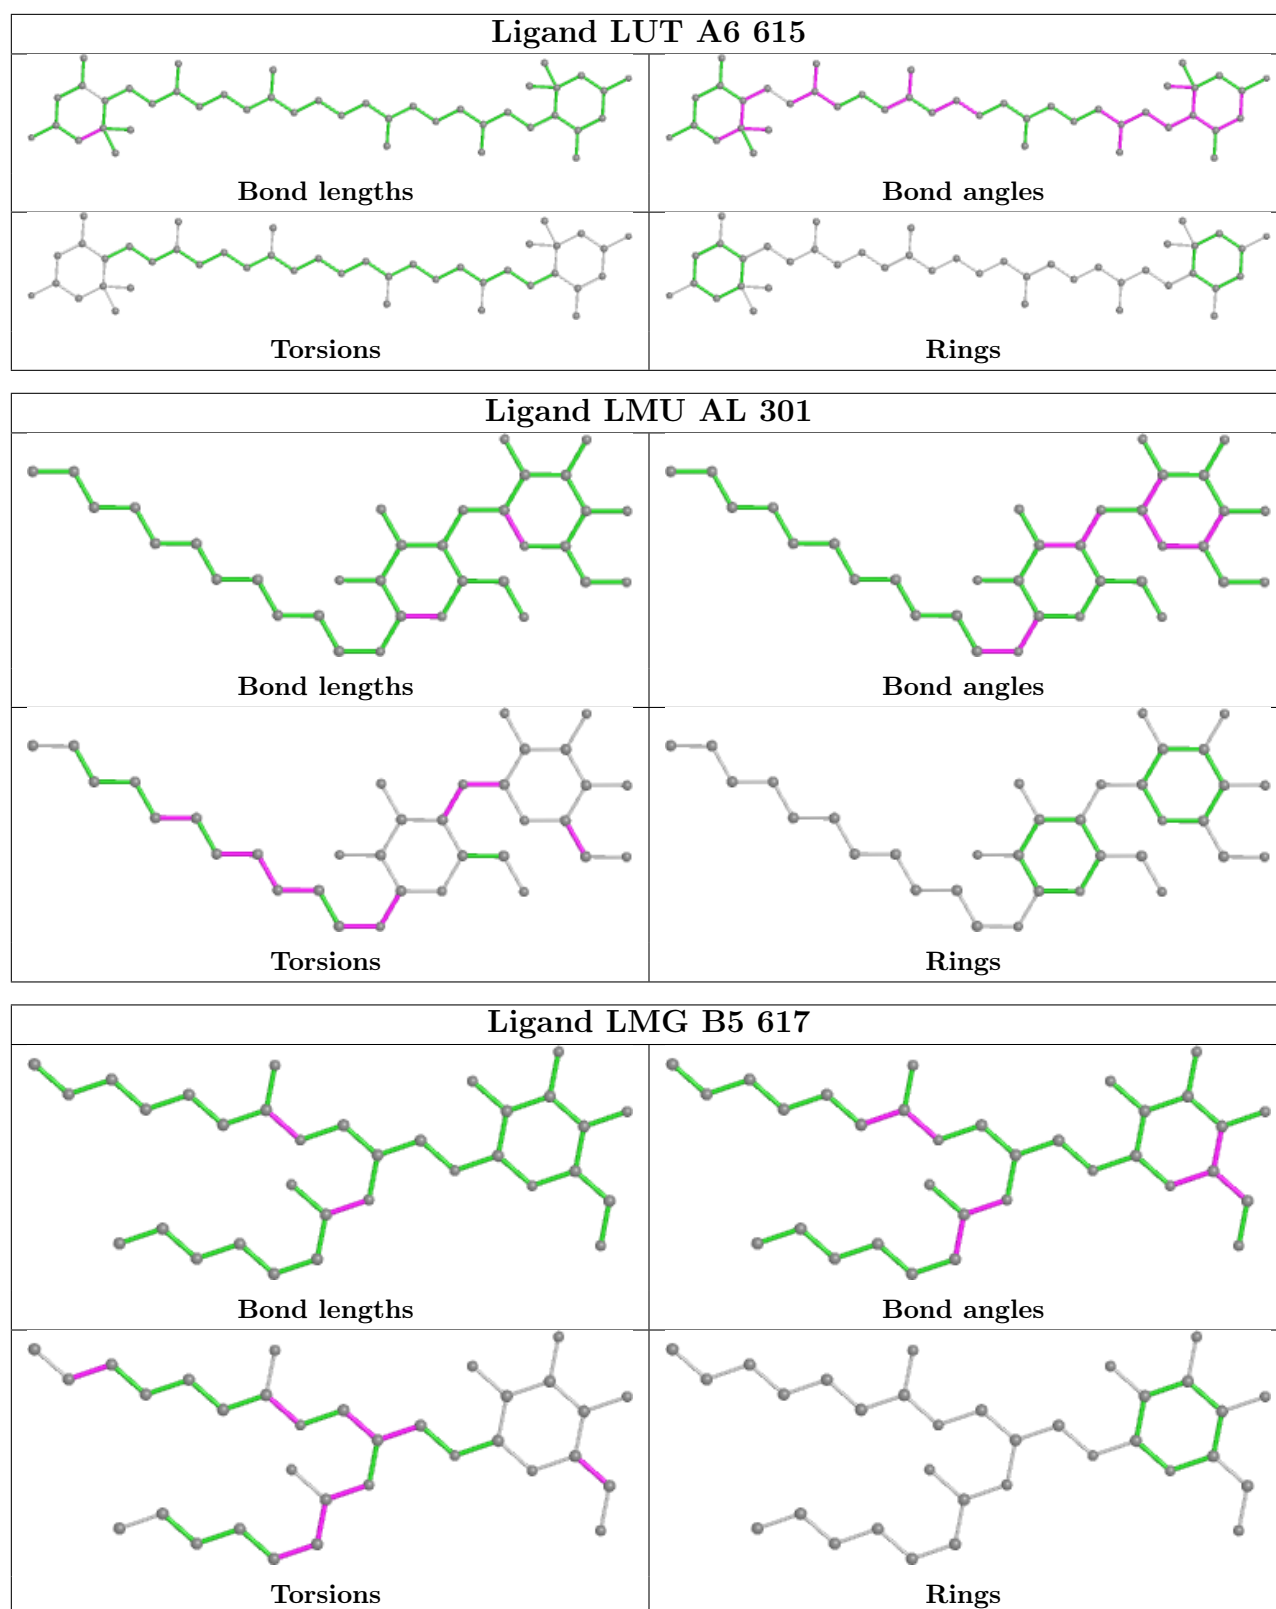 Ligand LUT A6 615
Bond lengths
Bond angles
Torsions
Rings
Ligand LMU AL 301
Bond lengths
Bond angles
Torsions
Rings
Ligand LMG B5 617
Bond lengths
Bond angles
Torsions
Rings